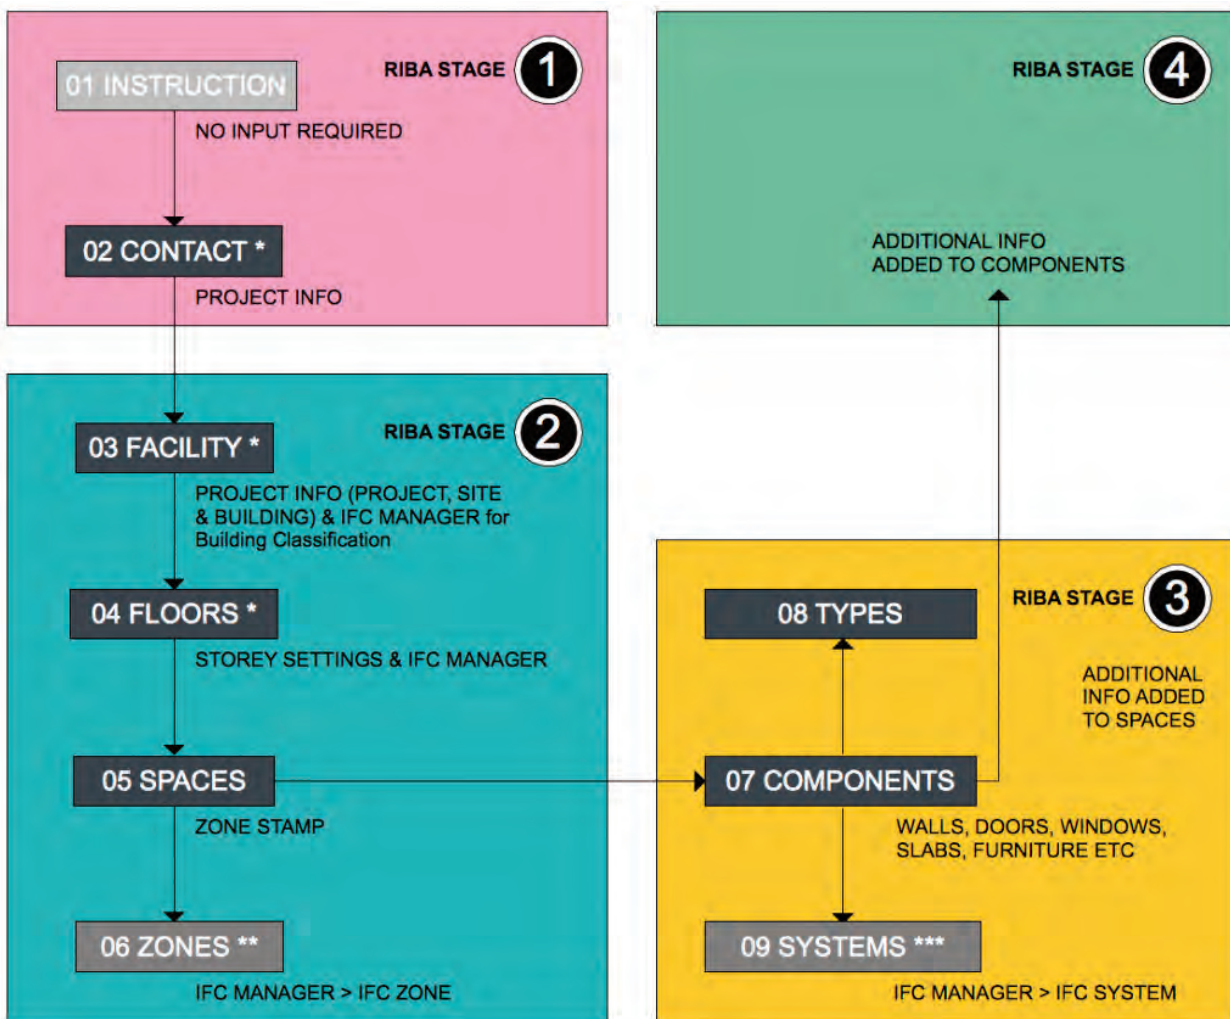 RIBA STAGE 1
01 INSTRUCTION
NO INPUT REQUIRED
02 CONTACT *
PROJECT INFO
RIBA STAGE 2
03 FACILITY *
PROJECT INFO (PROJECT, SITE
& BUILDING) & IFC MANAGER for
Building Classification
04 FLOORS *
STOREY SETTINGS & IFC MANAGER
05 SPACES
ZONE STAMP
06 ZONES **
IFC MANAGER > IFC ZONE
RIBA STAGE 4
ADDITIONAL INFO
ADDED TO COMPONENTS
RIBA STAGE 3
08 TYPES
ADDITIONAL
INFO ADDED
TO SPACES
07 COMPONENTS
WALLS, DOORS, WINDOWS,
SLABS, FURNITURE ETC
09 SYSTEMS ***
IFC MANAGER > IFC SYSTEM